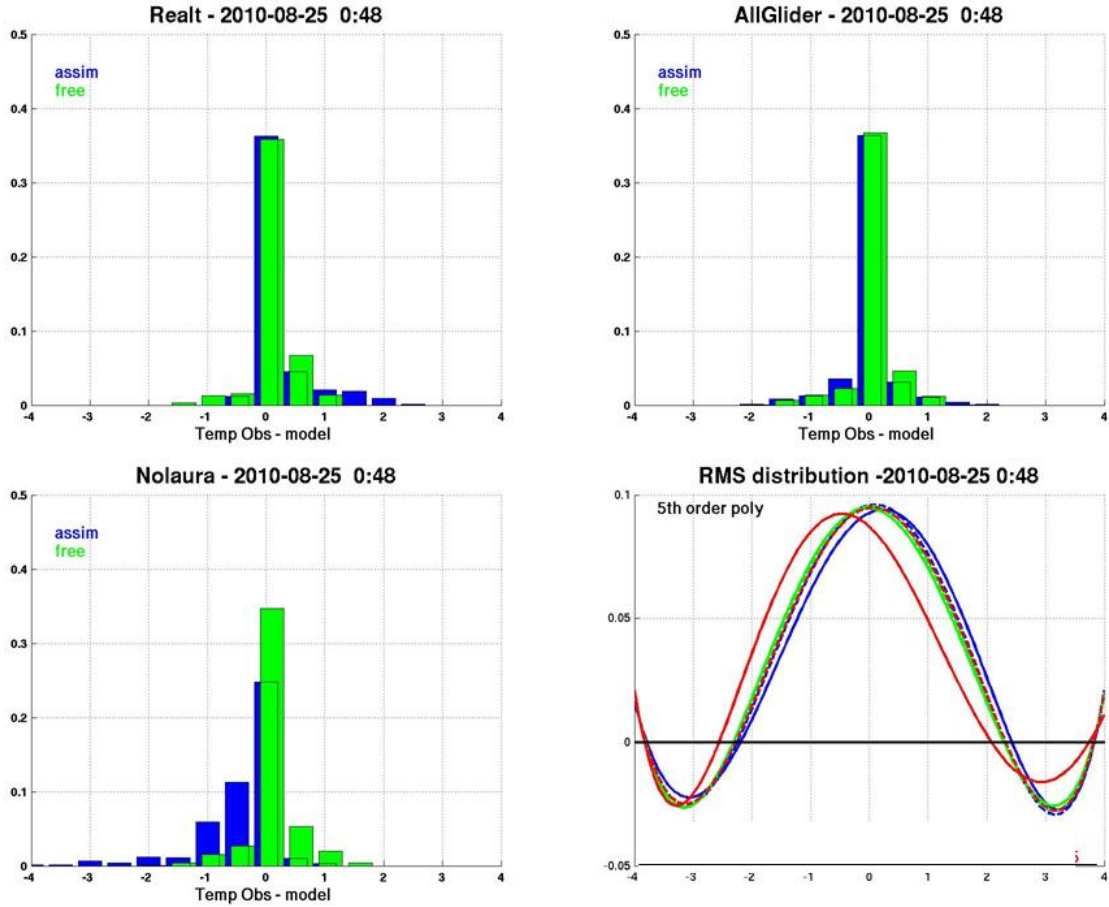 Realt - 2010-08-25 0:48
0.5
assim
free
0.4
0.3
0.2
0.1
0
-4 -3 -2 -1 0 1 2 3 4
Temp Obs - model
AllGlider - 2010-08-25 0:48
0.5
assim
free
0.4
0.3
0.2
0.1
0
-4 -3 -2 -1 0 1 2 3 4
Temp Obs - model
Nolaura - 2010-08-25 0:48
0.5
assim
free
0.4
0.3
0.2
0.1
0
-4 -3 -2 -1 0 1 2 3 4
Temp Obs - model
RMS distribution -2010-08-25 0:48
0.1
5th order poly
0.05
0
-0.05
-4 -3 -2 -1 0 1 2 3 4